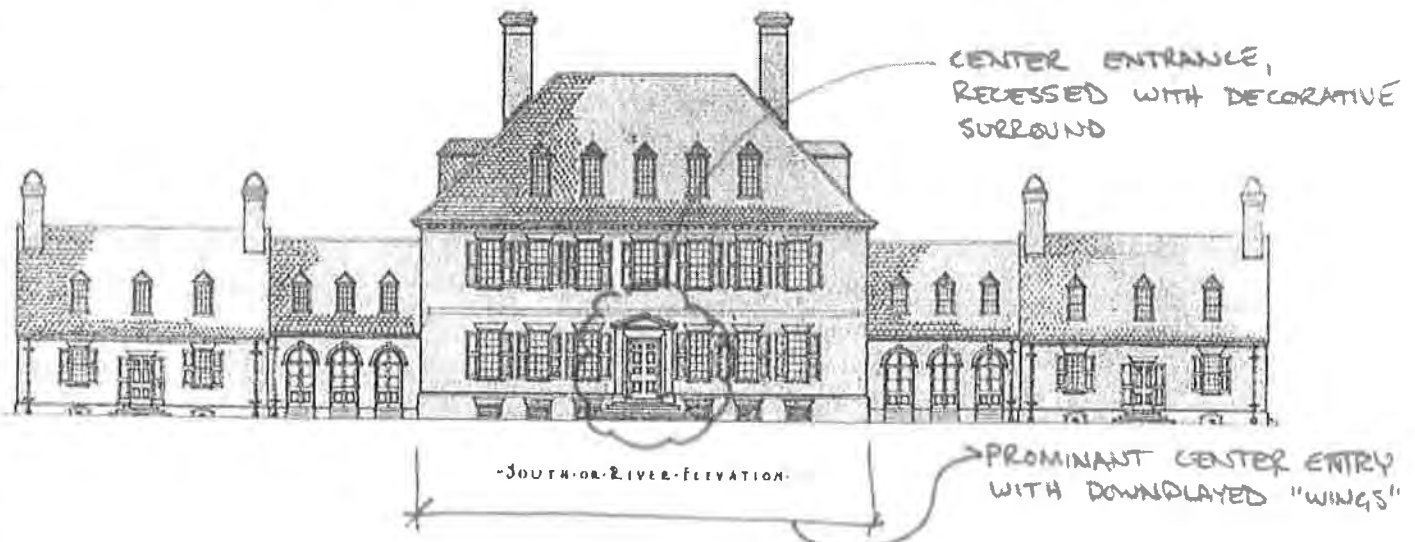 CENTER ENTRANCE,
RECESSED WITH DECORATIVE
SURROUND
-SOUTH·OR·RIVER·ELEVATION-
PROMINANT CENTER ENTRY
WITH DOWNPLAYED "WINGS"